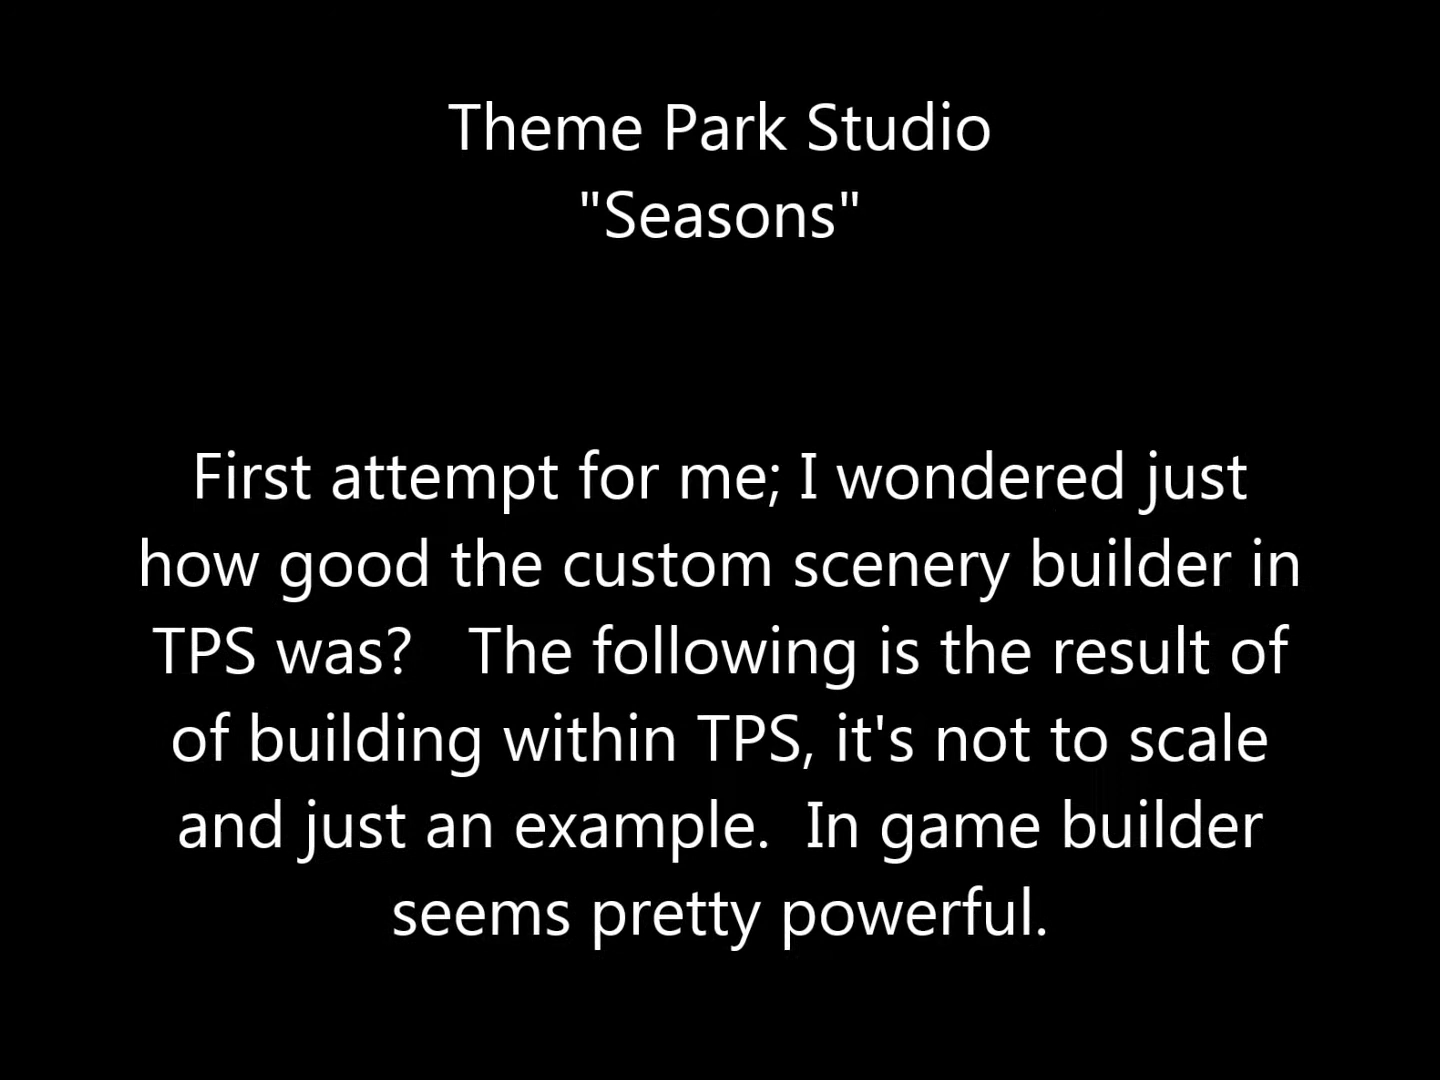 Theme Park Studio
"Seasons"
First attempt for me; I wondered just
how good the custom scenery builder in
TPS was?   The following is the result of
of building within TPS, it's not to scale
and just an example.  In game builder
seems pretty powerful.